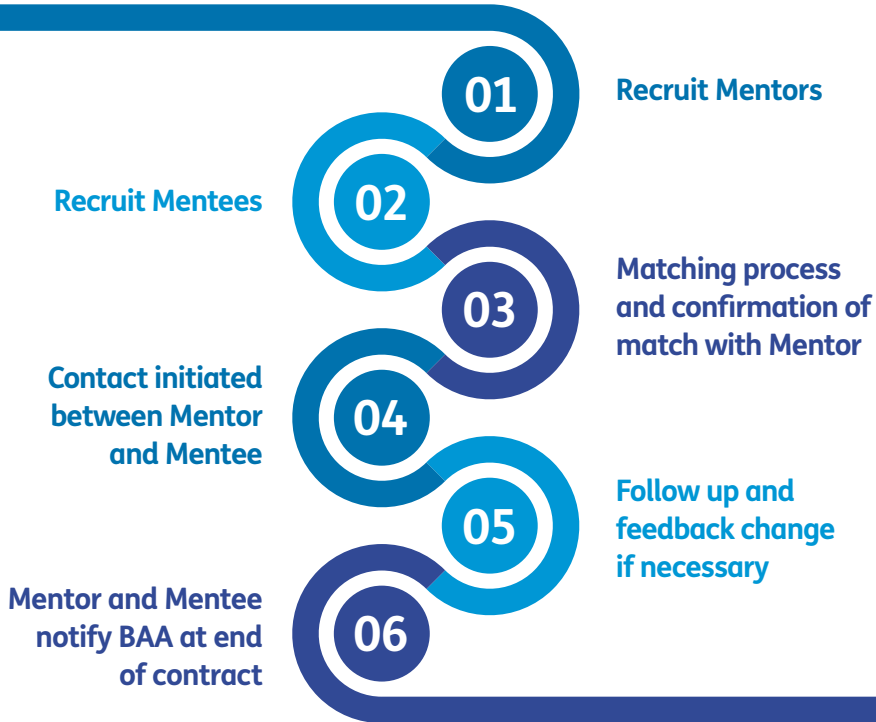 01
Recruit Mentors
02
Recruit Mentees
03
Matching process
and confirmation of
match with Mentor
04
Contact initiated
between Mentor
and Mentee
05
Follow up and
feedback change
if necessary
06
Mentor and Mentee
notify BAA at end
of contract